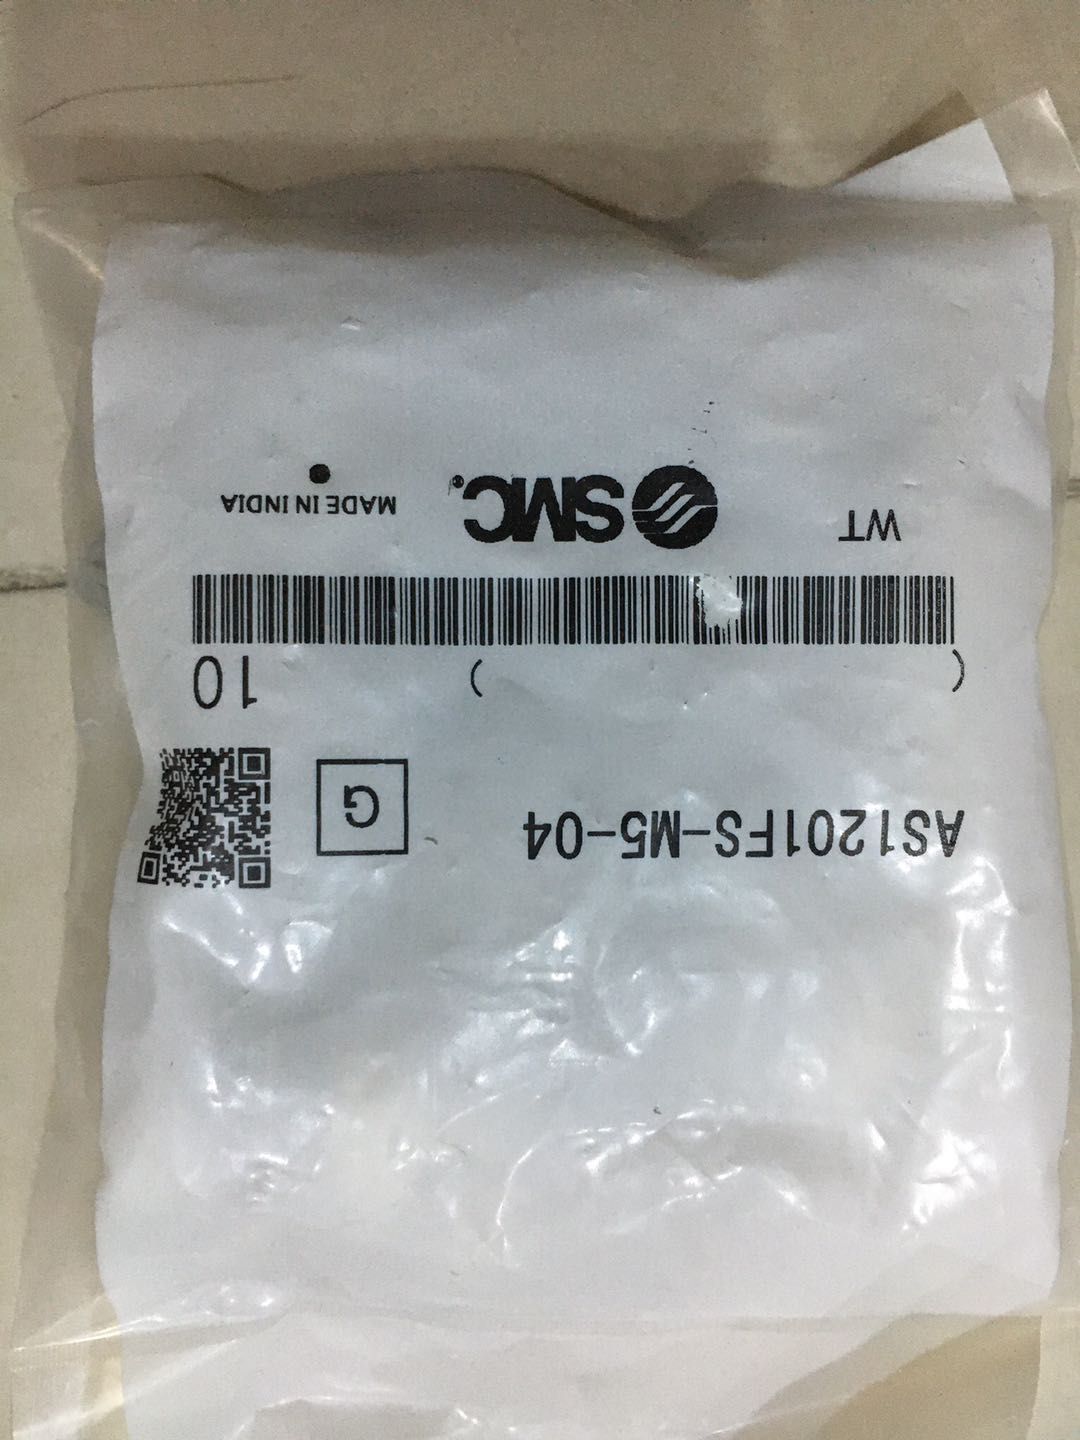 AS1201FS-M5-04
G
( ) 10
WT
SMC®
MADE IN INDIA